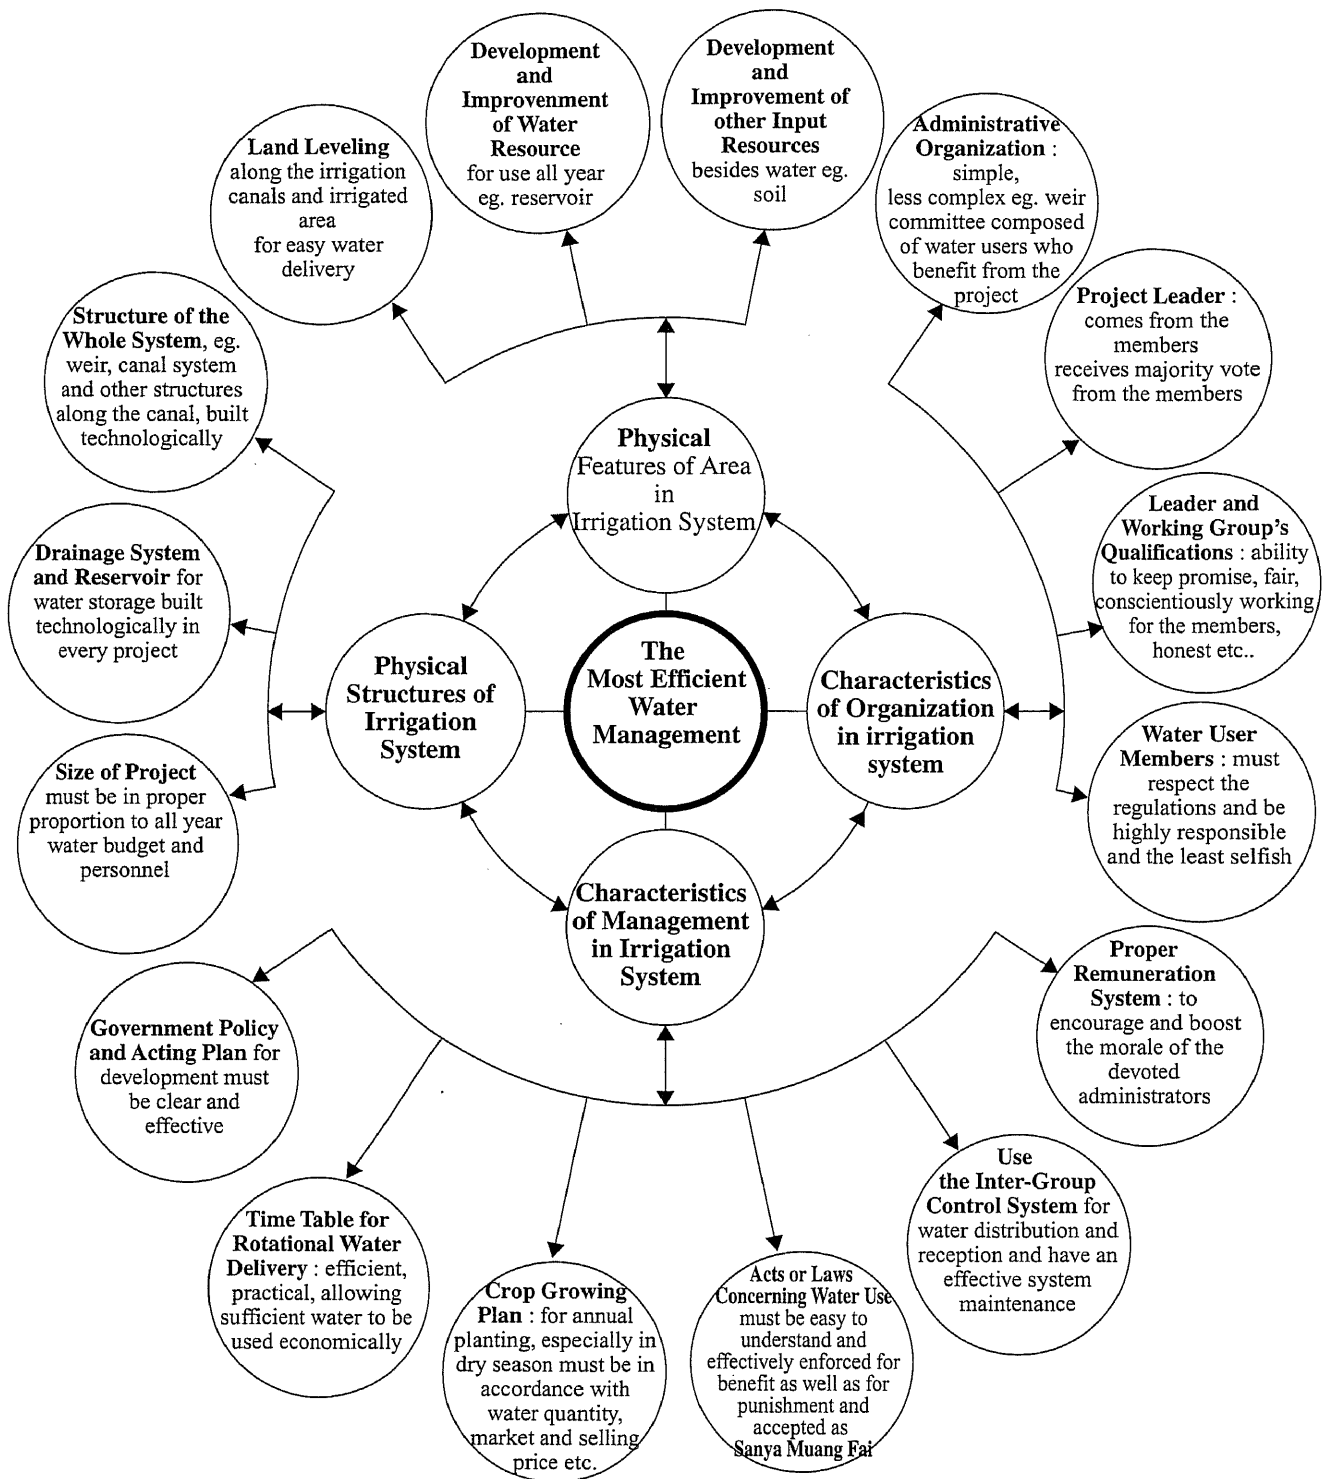 Development
and
Improvenment
of Water
Resource
for use all year
eg. reservoir
Development
and
Improvement of
other Input
Resources
besides water eg.
soil
Administrative
Organization :
simple,
less complex eg. weir
committee composed
of water users who
benefit from the
project
Land Leveling
along the irrigation
canals and irrigated
area
for easy water
delivery
Project Leader :
comes from the
members
receives majority vote
from the members
Structure of the
Whole System, eg.
weir, canal system
and other structures
along the canal, built
technologically
Physical
Features of Area
in
Irrigation System
Leader and
Working Group's
Qualifications : ability
to keep promise, fair,
conscientiously working
for the members,
honest etc..
Drainage System
and Reservoir for
water storage built
technologically in
every project
Physical
Structures of
Irrigation
System
The
Most Efficient
Water
Management
Characteristics
of Organization
in irrigation
system
Water User
Members : must
respect the
regulations and be
highly responsible
and the least selfish
Size of Project
must be in proper
proportion to all year
water budget and
personnel
Characteristics
of Management
in Irrigation
System
Proper
Remuneration
System : to
encourage and boost
the morale of the
devoted
administrators
Government Policy
and Acting Plan for
development must
be clear and
effective
Use
the Inter-Group
Control System for
water distribution and
reception and have an
effective system
maintenance
Time Table for
Rotational Water
Delivery : efficient,
practical, allowing
sufficient water to be
used economically
Crop Growing
Plan : for annual
planting, especially in
dry season must be in
accordance with
water quantity,
market and selling
price etc.
Acts or Laws
Concerning Water Use
must be easy to
understand and
effectively enforced for
benefit as well as for
punishment and
accepted as
Sanya Muang Fai